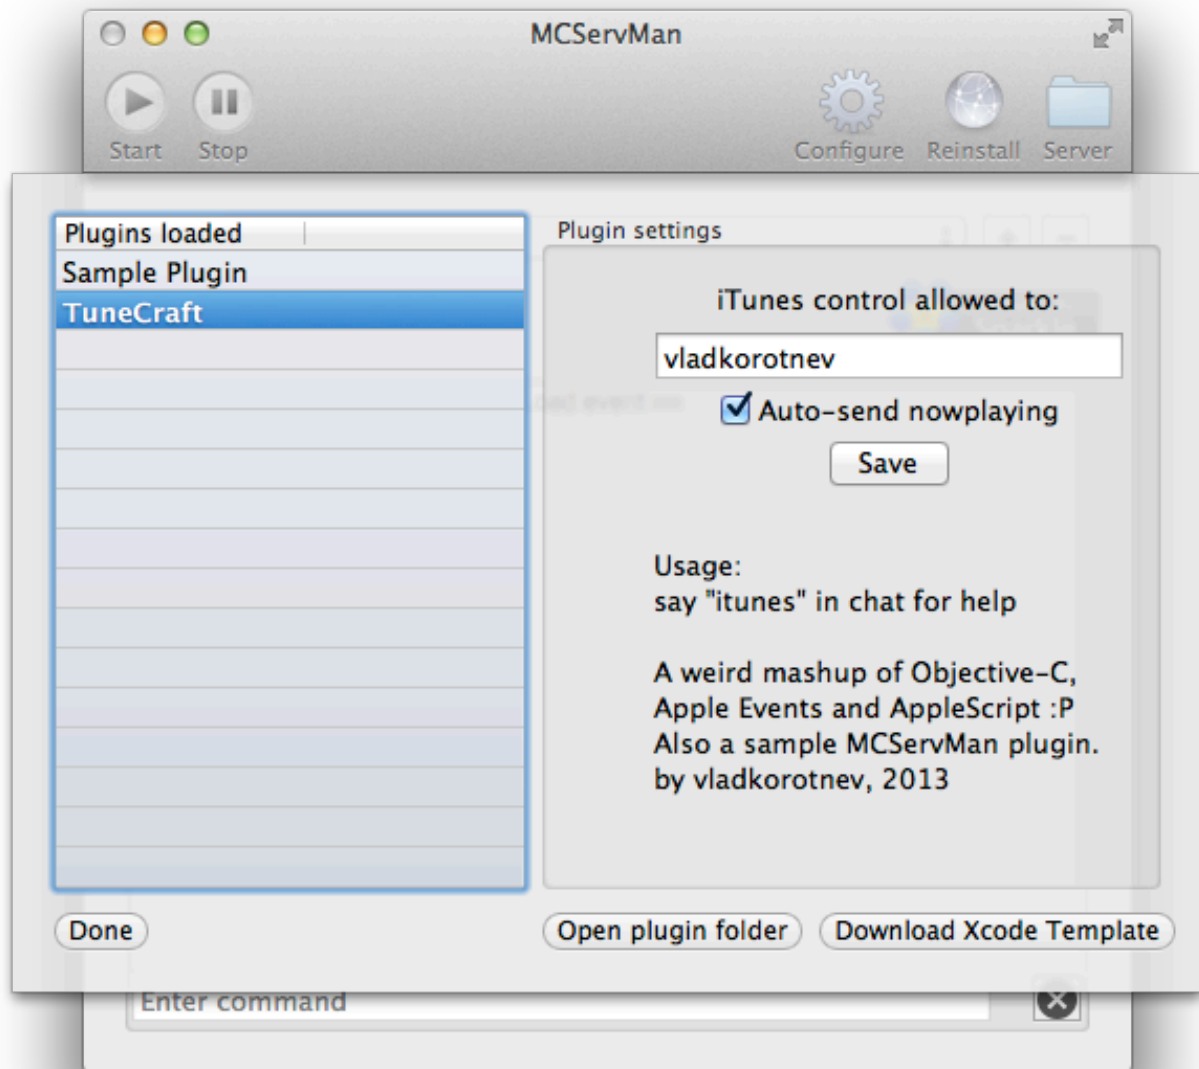 MCServMan
Start
Stop
Configure
Reinstall
Server
Plugins loaded
Sample Plugin
TuneCraft
Plugin settings
iTunes control allowed to:
vladkorotnev
Auto-send nowplaying
Save
Usage:
say "itunes" in chat for help
A weird mashup of Objective-C,
Apple Events and AppleScript :P
Also a sample MCServMan plugin.
by vladkorotnev, 2013
Done
Open plugin folder
Download Xcode Template
Enter command